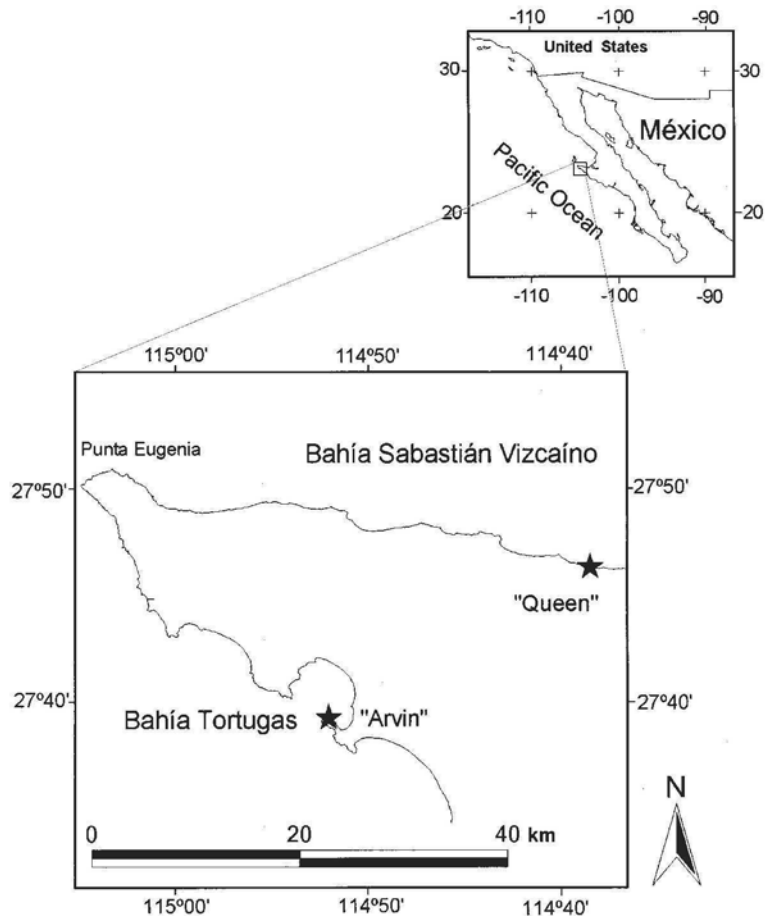 -110 -100 -90
United States
30 30
México
Pacific Ocean
20 20
-110 -100 -90
115º00' 114º50' 114º40'
Punta Eugenia
Bahía Sabastián Vizcaíno
27º50' 27º50'
"Queen"
27º40' 27º40'
Bahía Tortugas
"Arvin"
N
0 20 40 km
115º00' 114º50' 114º40'